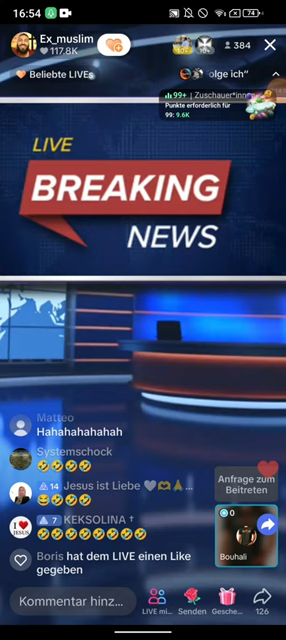 16:54
74
Ex_muslim
117.8K
384
Beliebte LIVEs
olge ich“
99+ | Zuschauer*innen
Punkte erforderlich für
99: 9.6K
LIVE
BREAKING
NEWS
Matteo
Hahahahahahah
Systemschock
🤣🤣🤣🤣
14 Jesus ist Liebe 🩶🫶🙏...
😂🤣🤣🤣
I ❤ JESUS
7 KEKSOLINA †
🤣🤣🤣🤣🤣🤣🤣🤣
Boris hat dem LIVE einen Like
gegeben
Anfrage zum
Beitreten
0
Bouhali
Kommentar hinz...
LIVE mi...
Senden
Gesche...
126